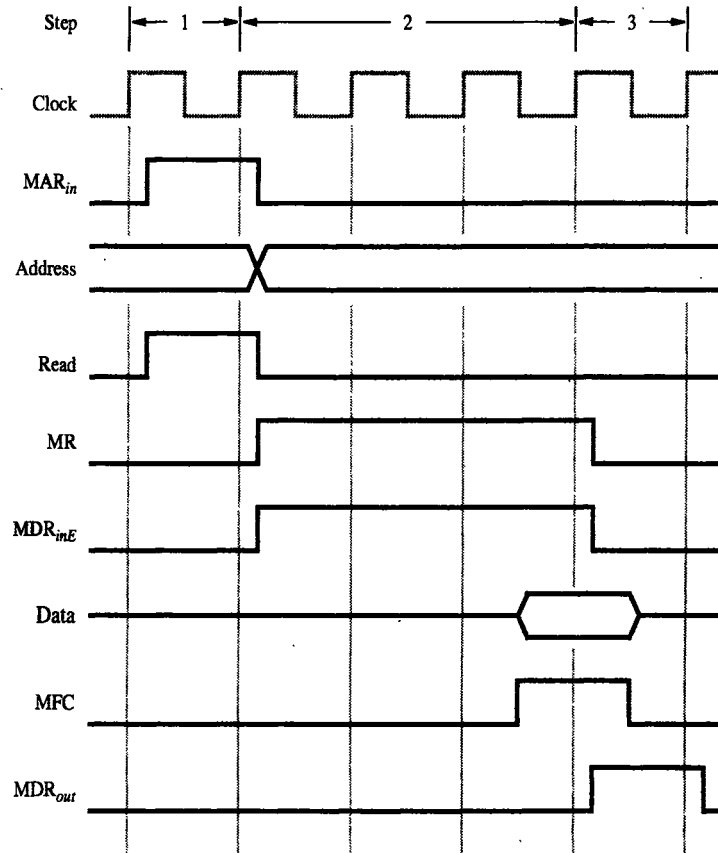 Step 1 2 3
Clock
MAR_in
Address
Read
MR
MDR_inE
Data
MFC
MDR_out